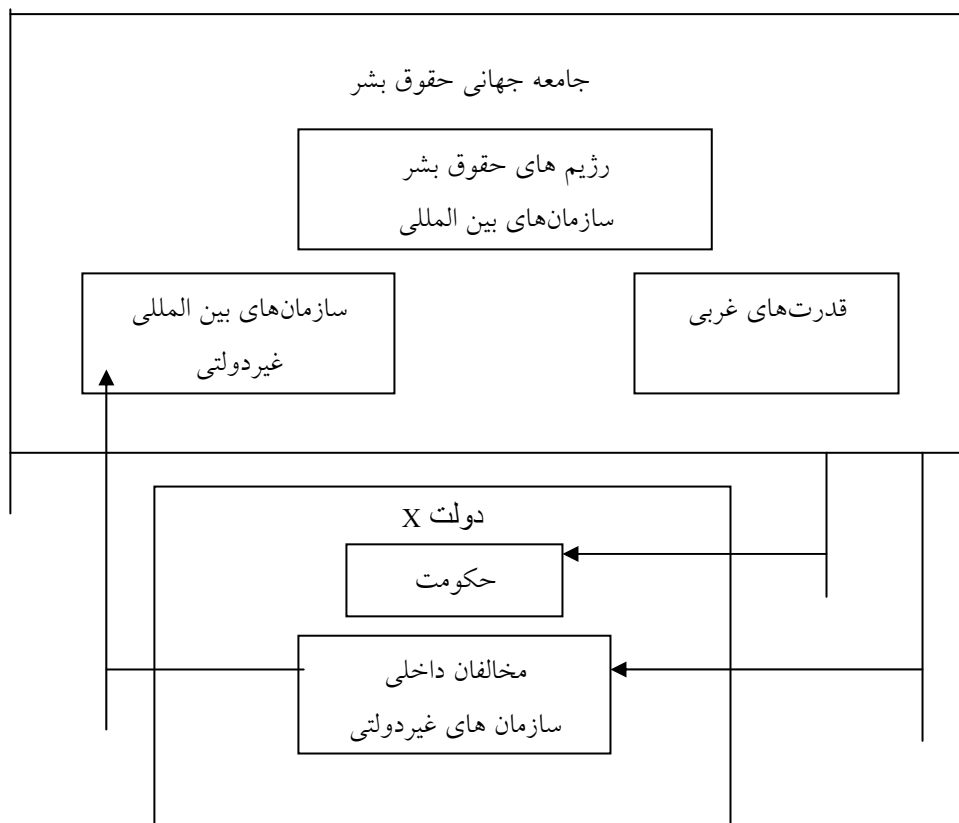 جامعه جهانی حقوق بشر
رژیم های حقوق بشر
سازمان‌های بین المللی
قدرت‌های غربی
سازمان‌های بین المللی
غیردولتی
دولت X
حکومت
مخالفان داخلی
سازمان های غیردولتی